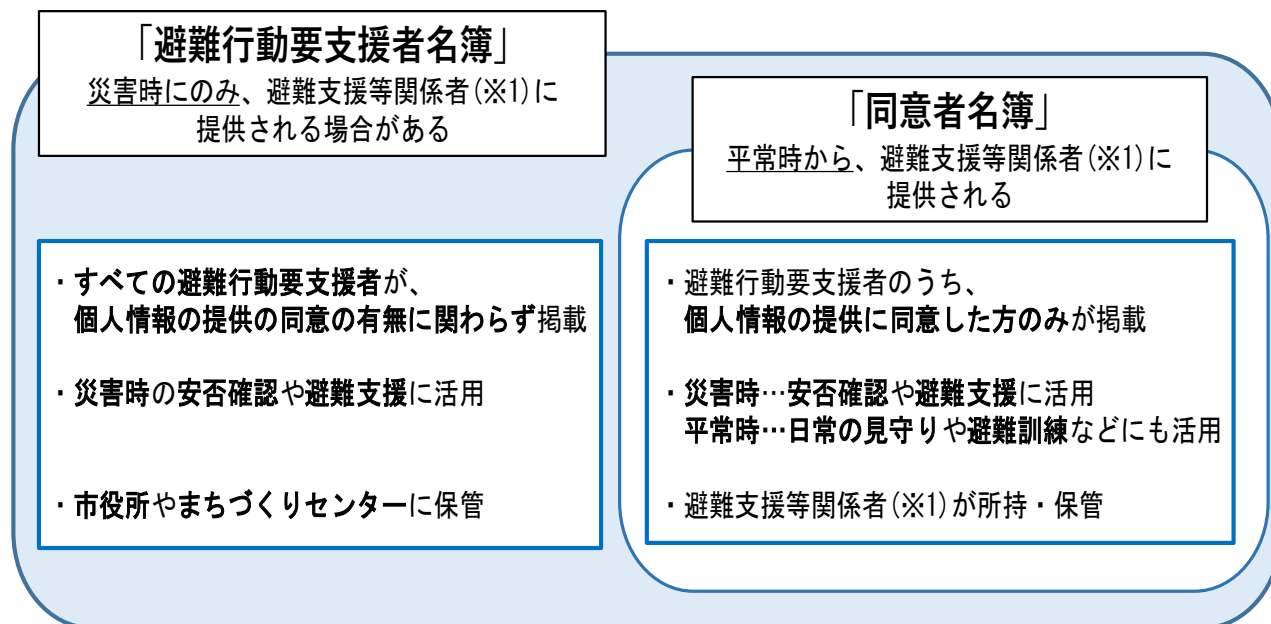 「避難行動要支援者名簿」
災害時にのみ、避難支援等関係者(※1)に
提供される場合がある
・すべての避難行動要支援者が、
個人情報の提供の同意の有無に関わらず掲載
・災害時の安否確認や避難支援に活用
・市役所やまちづくりセンターに保管
「同意者名簿」
平常時から、避難支援等関係者(※1)に
提供される
・避難行動要支援者のうち、
個人情報の提供に同意した方のみが掲載
・災害時…安否確認や避難支援に活用
平常時…日常の見守りや避難訓練などにも活用
・避難支援等関係者(※1)が所持・保管